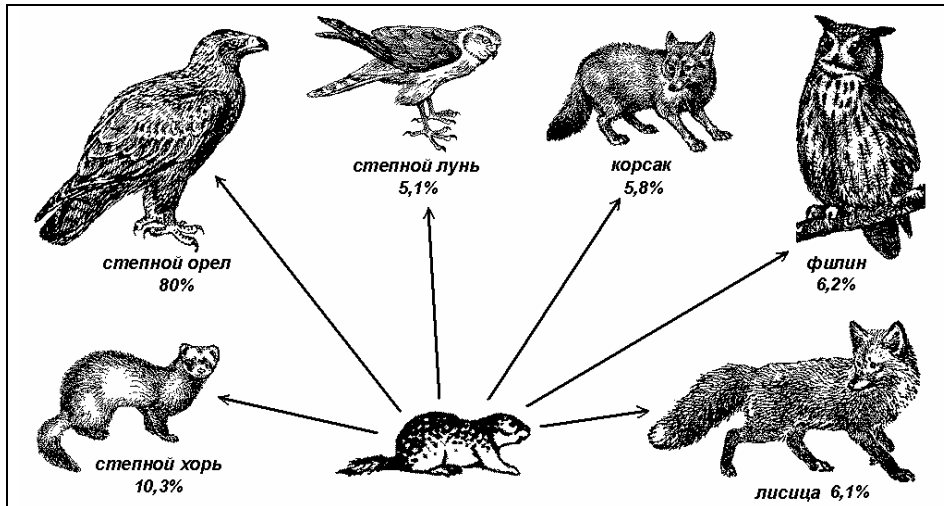 степной лунь
5,1%
корсак
5,8%
степной орел
80%
филин
6,2%
степной хорь
10,3%
лисица 6,1%